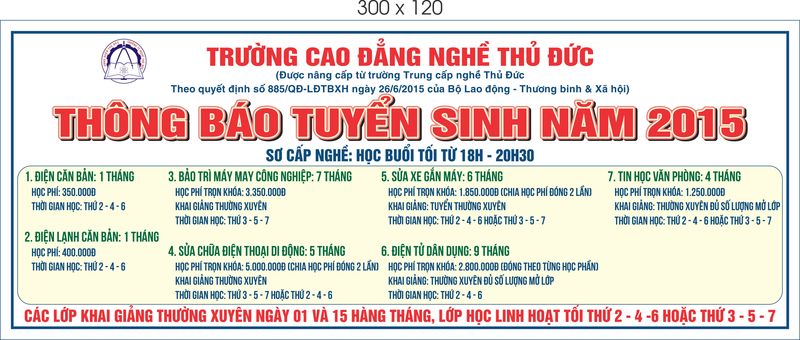 300 x 120
TRƯỜNG CAO ĐẲNG NGHỀ THỦ ĐỨC
(Được nâng cấp từ trường Trung cấp nghề Thủ Đức
Theo quyết định số 885/QĐ-LĐTBXH ngày 26/6/2015 của Bộ Lao động - Thương binh & Xã hội)
THÔNG BÁO TUYỂN SINH NĂM 2015
SƠ CẤP NGHỀ: HỌC BUỔI TỐI TỪ 18H - 20H30
1. ĐIỆN CĂN BẢN: 1 THÁNG
HỌC PHÍ: 350.000Đ
THỜI GIAN HỌC: THỨ 2 - 4 - 6
2. ĐIỆN LẠNH CĂN BẢN: 1 THÁNG
HỌC PHÍ: 400.000Đ
THỜI GIAN HỌC: THỨ 2 - 4 - 6
3. BẢO TRÌ MÁY MAY CÔNG NGHIỆP: 7 THÁNG
HỌC PHÍ TRỌN KHÓA: 3.350.000Đ
KHAI GIẢNG THƯỜNG XUYÊN
THỜI GIAN HỌC: THỨ 3 - 5 - 7
4. SỬA CHỮA ĐIỆN THOẠI DI ĐỘNG: 5 THÁNG
HỌC PHÍ TRỌN KHÓA: 5.000.000Đ (CHIA HỌC PHÍ ĐÓNG 2 LẦN)
KHAI GIẢNG THƯỜNG XUYÊN
THỜI GIAN HỌC: THỨ 3 - 5 - 7 HOẶC THỨ 2 - 4 - 6
5. SỬA XE GẮN MÁY: 6 THÁNG
HỌC PHÍ TRỌN KHÓA: 1.850.000Đ (CHIA HỌC PHÍ ĐÓNG 2 LẦN)
KHAI GIẢNG: TUYỂN THƯỜNG XUYÊN
THỜI GIAN HỌC: THỨ 2 - 4 - 6 HOẶC THỨ 3 - 5 - 7
6. ĐIỆN TỬ DÂN DỤNG: 9 THÁNG
HỌC PHÍ TRỌN KHÓA: 2.800.000Đ (ĐÓNG THEO TỪNG HỌC PHẦN)
KHAI GIẢNG: THƯỜNG XUYÊN ĐỦ SỐ LƯỢNG MỞ LỚP
THỜI GIAN HỌC: THỨ 2 - 4 - 6
7. TIN HỌC VĂN PHÒNG: 4 THÁNG
HỌC PHÍ TRỌN KHÓA: 1.250.000Đ
KHAI GIẢNG: THƯỜNG XUYÊN ĐỦ SỐ LƯỢNG MỞ LỚP
THỜI GIAN HỌC: THỨ 2 - 4 - 6 HOẶC THỨ 3 - 5 - 7
CÁC LỚP KHAI GIẢNG THƯỜNG XUYÊN NGÀY 01 VÀ 15 HÀNG THÁNG, LỚP HỌC LINH HOẠT TỐI THỨ 2 - 4 -6 HOẶC THỨ 3 - 5 - 7